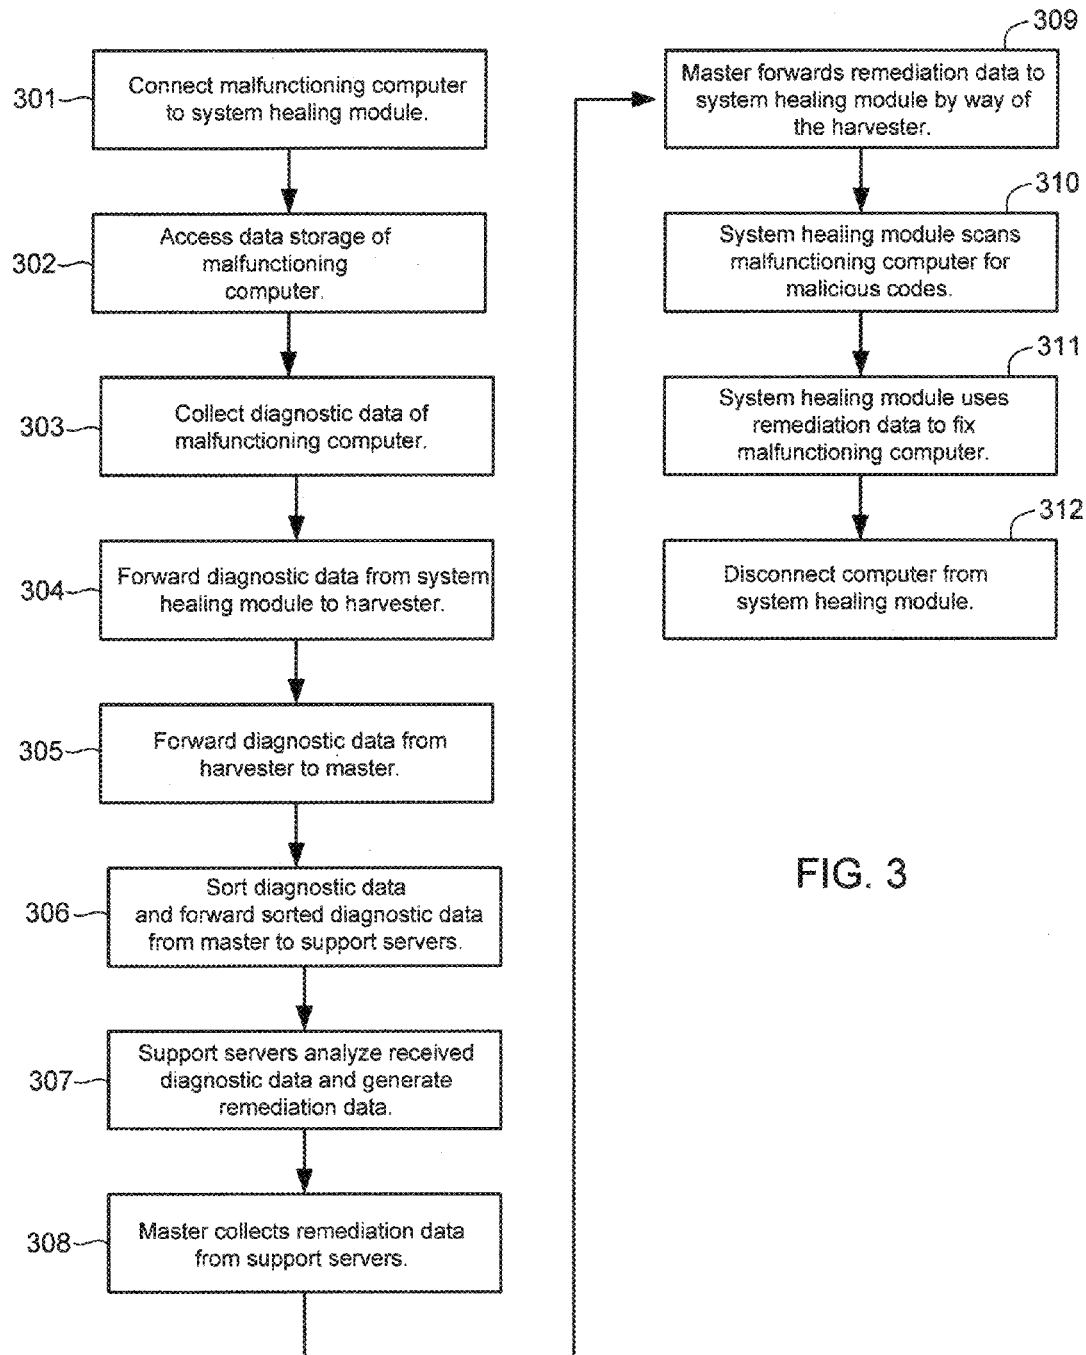 301
Connect malfunctioning computer
to system healing module.
302
Access data storage of
malfunctioning
computer.
303
Collect diagnostic data of
malfunctioning computer.
304
Forward diagnostic data from system
healing module to harvester.
305
Forward diagnostic data from
harvester to master.
306
Sort diagnostic data
and forward sorted diagnostic data
from master to support servers.
307
Support servers analyze received
diagnostic data and generate
remediation data.
308
Master collects remediation data
from support servers.
309
Master forwards remediation data to
system healing module by way of
the harvester.
310
System healing module scans
malfunctioning computer for
malicious codes.
311
System healing module uses
remediation data to fix
malfunctioning computer.
312
Disconnect computer from
system healing module.
FIG. 3